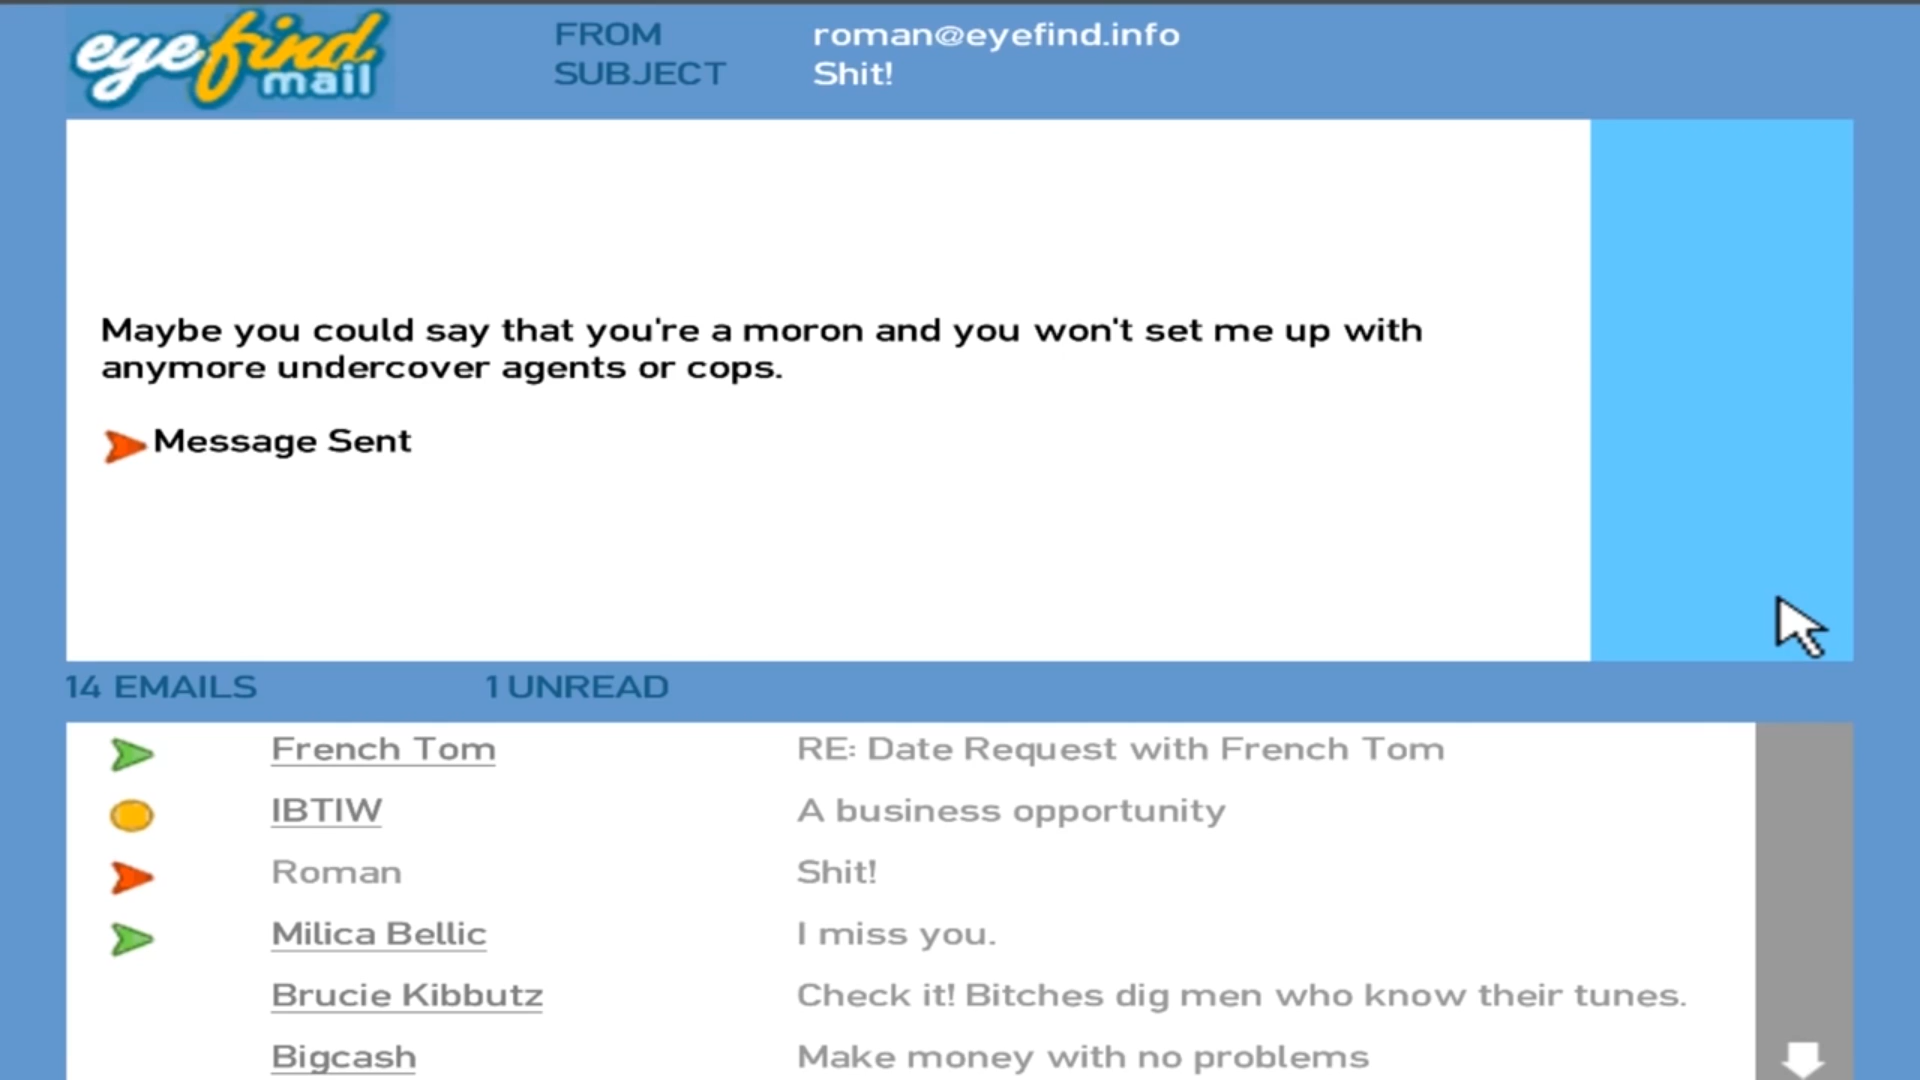 eyefind mail
FROM roman@eyefind.info
SUBJECT Shit!
Maybe you could say that you're a moron and you won't set me up with
anymore undercover agents or cops.
Message Sent
14 EMAILS 1 UNREAD
French Tom RE: Date Request with French Tom
IBTIW A business opportunity
Roman Shit!
Milica Bellic I miss you.
Brucie Kibbutz Check it! Bitches dig men who know their tunes.
Bigcash Make money with no problems